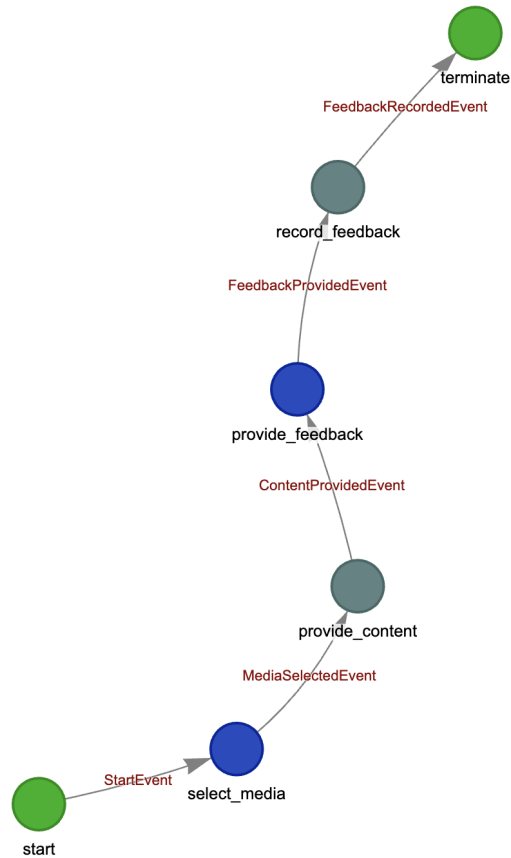 terminate
FeedbackRecordedEvent
record_feedback
FeedbackProvidedEvent
provide_feedback
ContentProvidedEvent
provide_content
MediaSelectedEvent
StartEvent
select_media
start